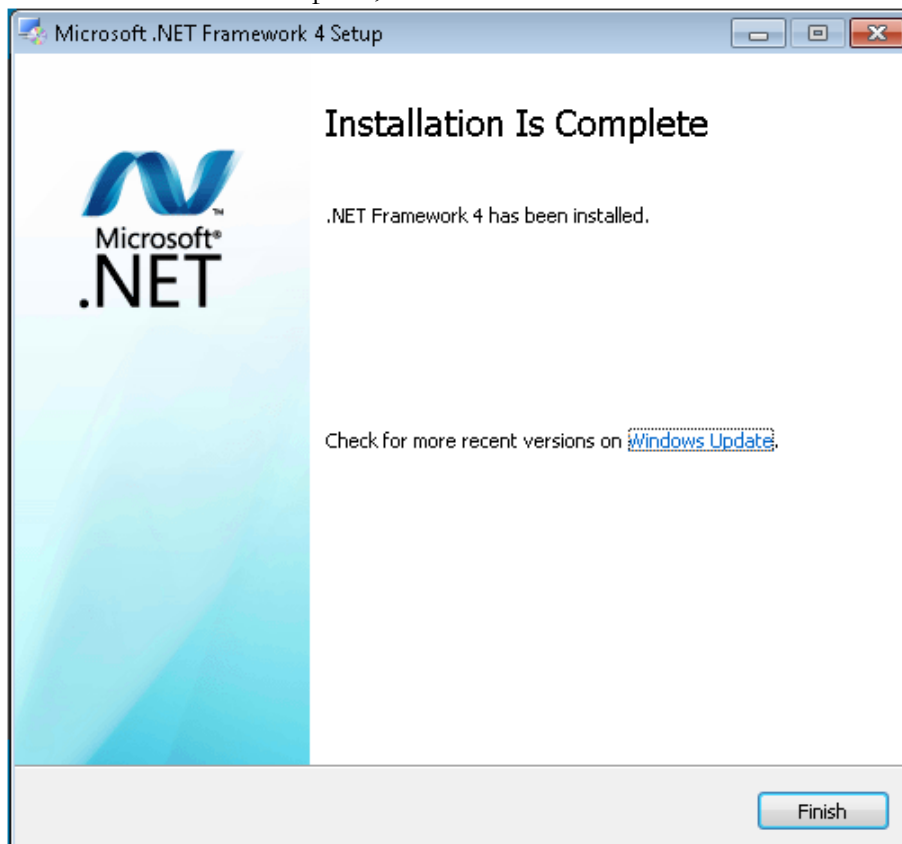 Microsoft .NET Framework 4 Setup
Installation Is Complete
.NET Framework 4 has been installed.
Microsoft®
.NET
™
Check for more recent versions on Windows Update.
Finish